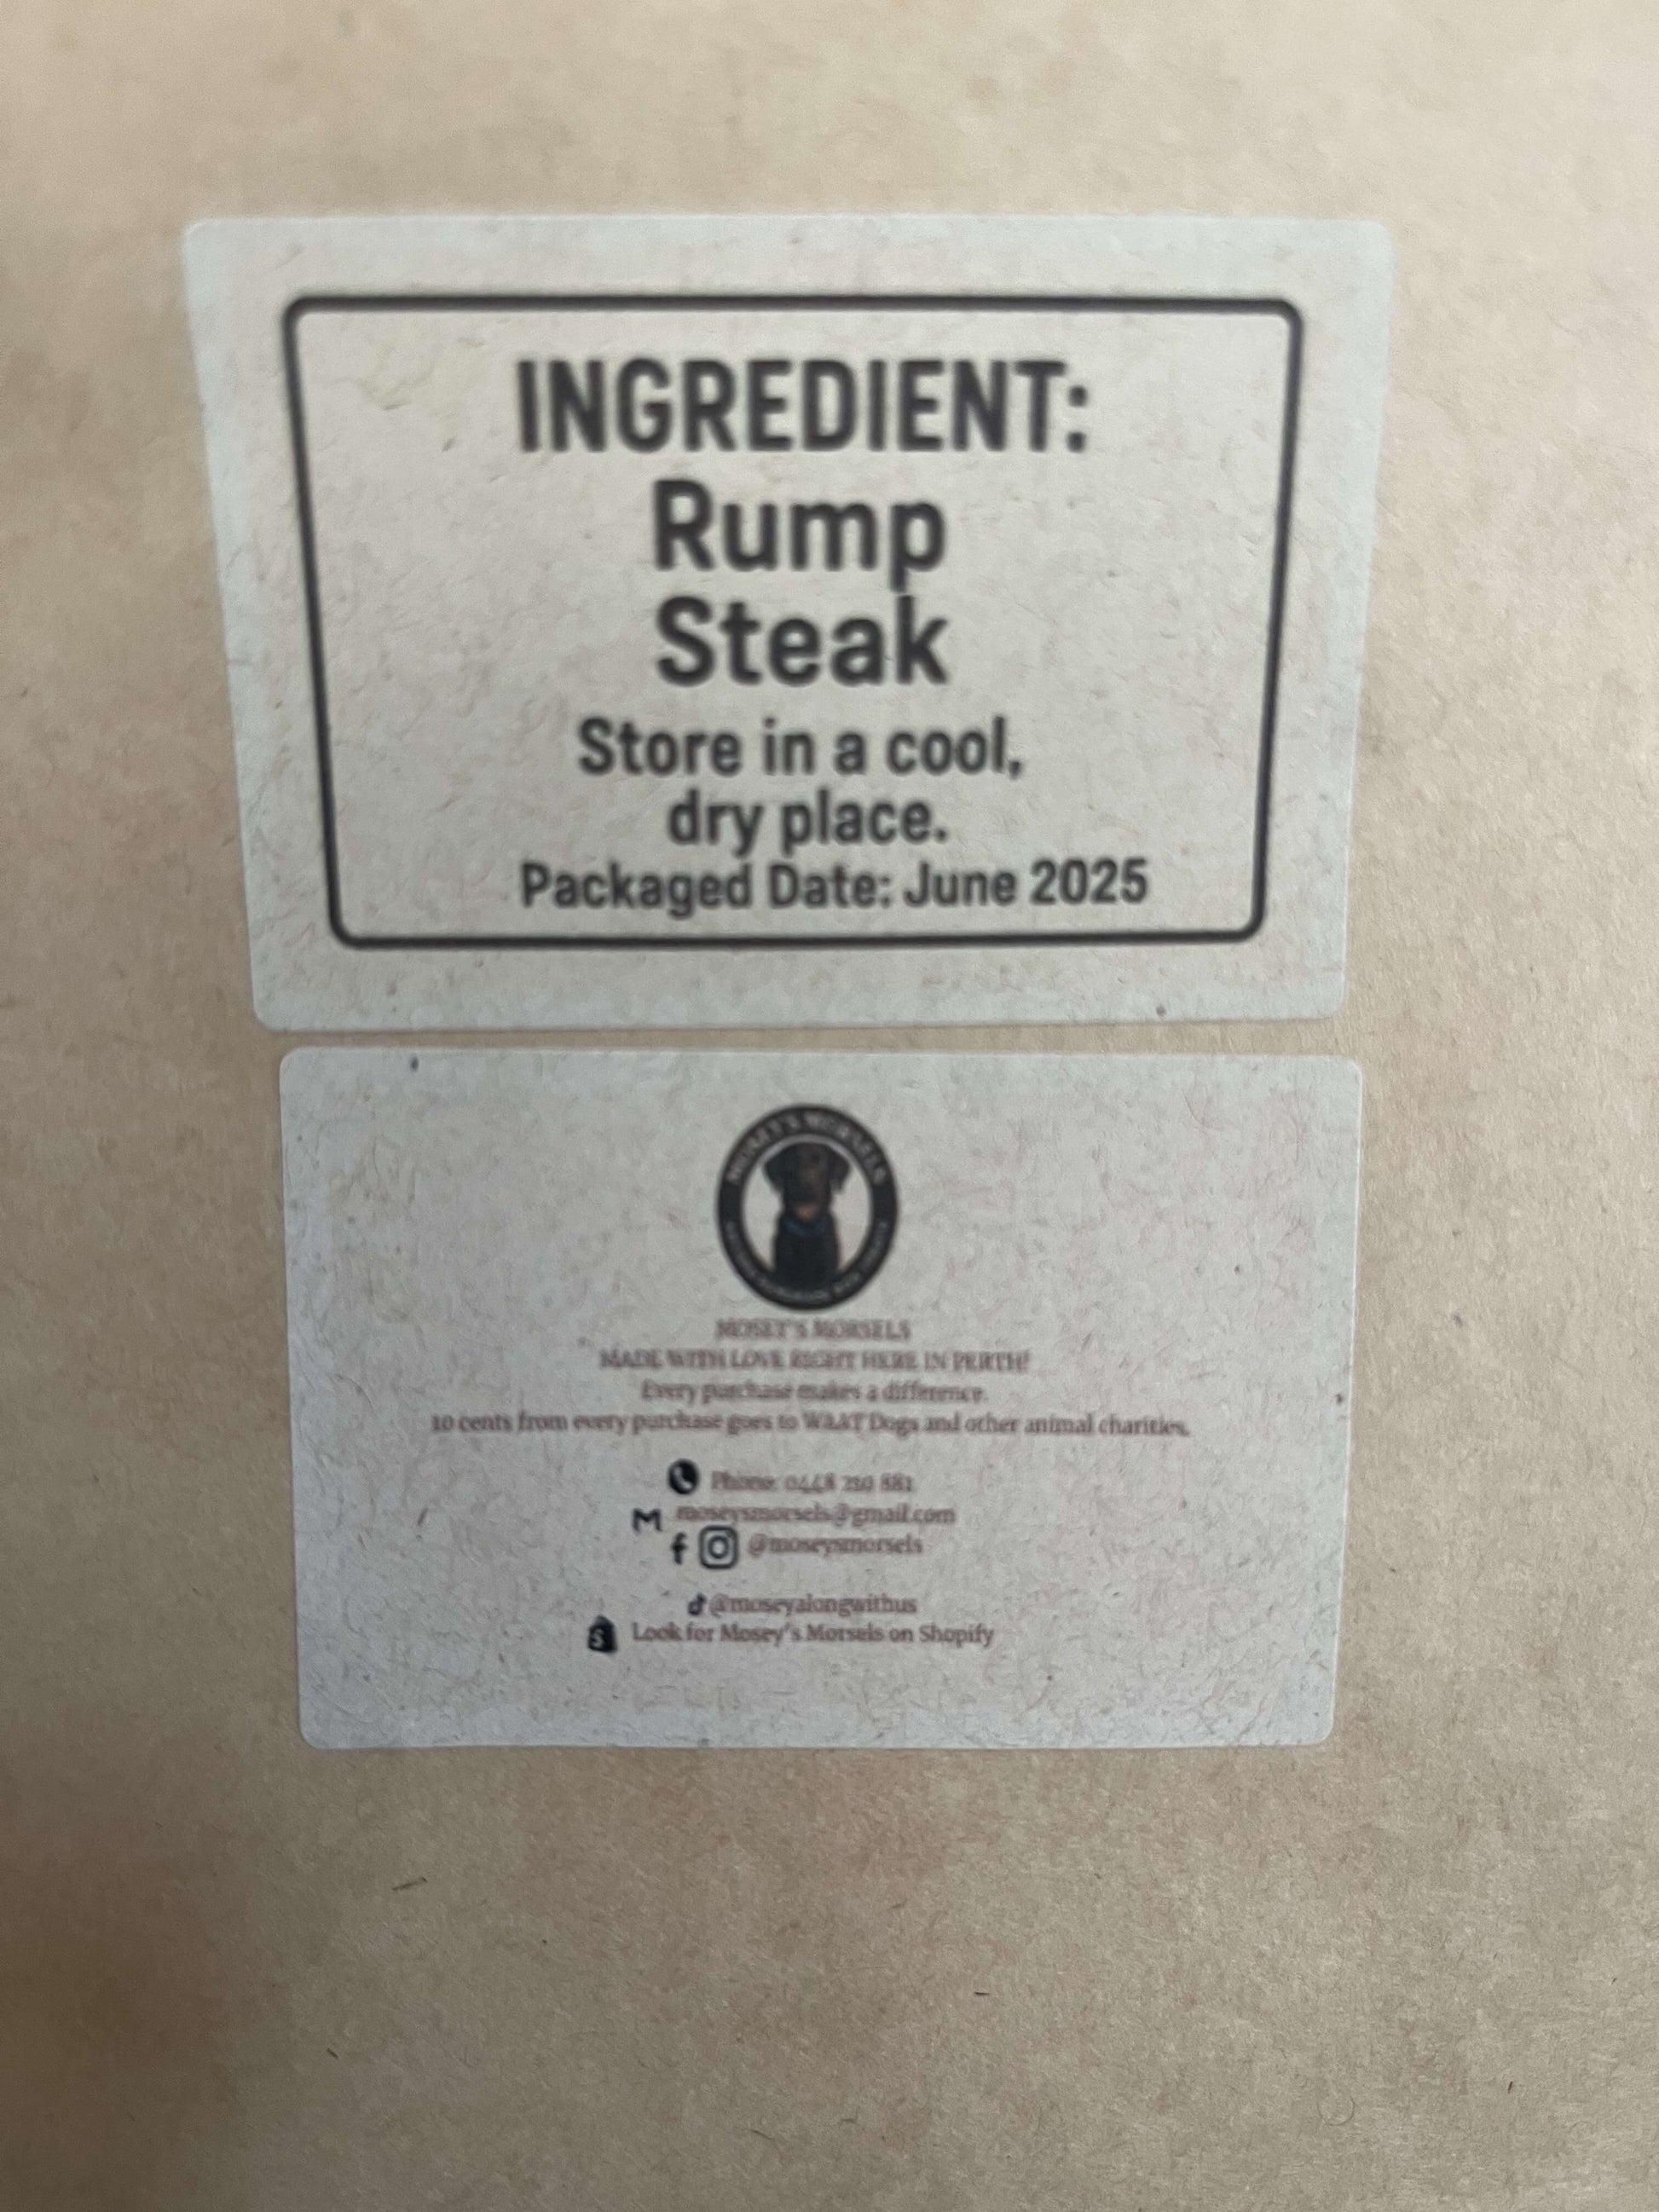 INGREDIENT:
Rump
Steak
Store in a cool,
dry place.
Packaged Date: June 2025
MOSEY'S MORSELS
MOSEY'S MORSELS
MADE WITH LOVE RIGHT HERE IN PERTH!
Every purchase makes a difference.
10 cents from every purchase goes to WAAT Dogs and other animal charities.
Phone: 0448 210 881
moseysmorsels@gmail.com
@moseysmorsels
@moseyalongwithus
Look for Mosey's Morsels on Shopify